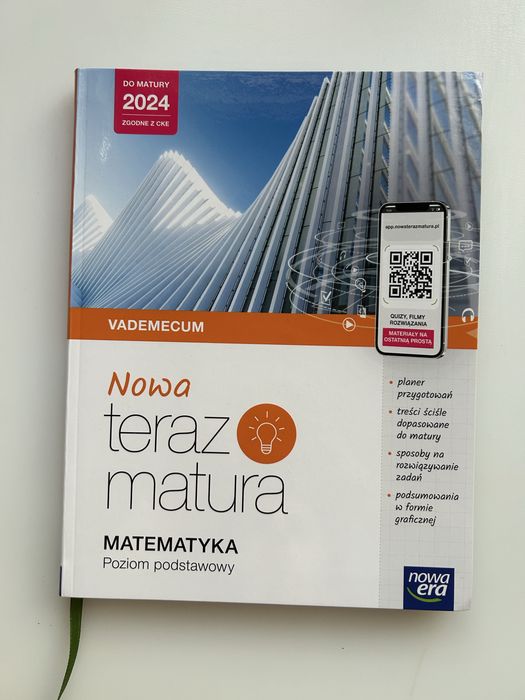 DO MATURY
2024
ZGODNE Z CKE
app.nowaterazmatura.pl
QUIZY, FILMY
ROZWIĄZANIA
MATERIAŁY NA
OSTATNIĄ PROSTĄ
VADEMECUM
Nowa
teraz
matura
MATEMATYKA
Poziom podstawowy
• planer
przygotowań
• treści ściśle
dopasowane
do matury
• sposoby na
rozwiązywanie
zadań
• podsumowania
w formie
graficznej
nowa
era